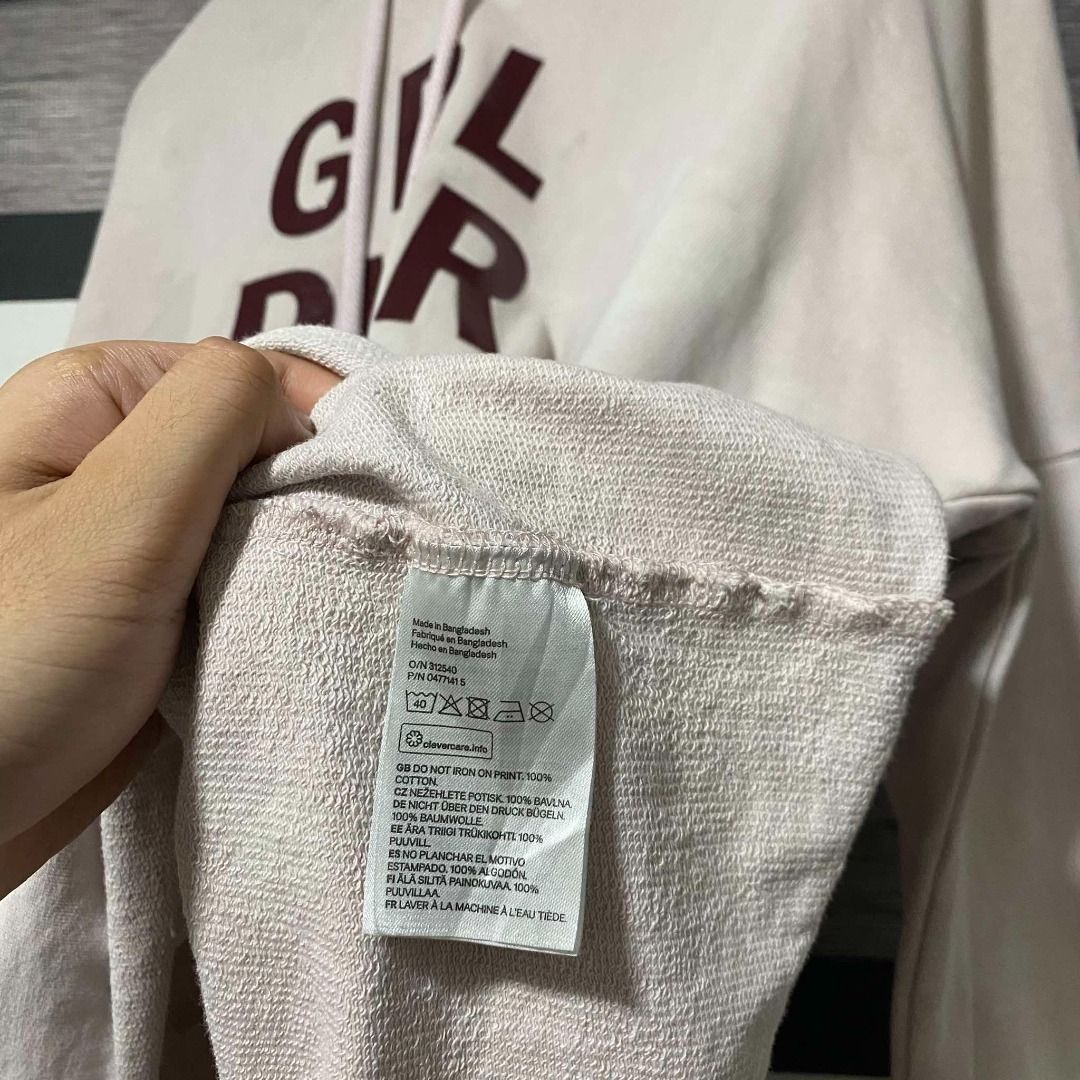 GRL
Made in Bangladesh
Fabriqué en Bangladesh
Hecho en Bangladesh
O/N 312540
P/N 0477141 5
40
clevercare.info
GB DO NOT IRON ON PRINT. 100%
COTTON.
CZ NEŽEHLETE POTISK. 100% BAVLNA.
DE NICHT ÜBER DEN DRUCK BÜGELN.
100% BAUMWOLLE.
EE ÄRA TRIIGI TRÜKIKOHTI. 100%
PUUVILL.
ES NO PLANCHAR EL MOTIVO
ESTAMPADO. 100% ALGODÓN.
FI ÄLÄ SILITÄ PAINOKUVAA. 100%
PUUVILLAA.
FR LAVER À LA MACHINE À L'EAU TIÈDE.